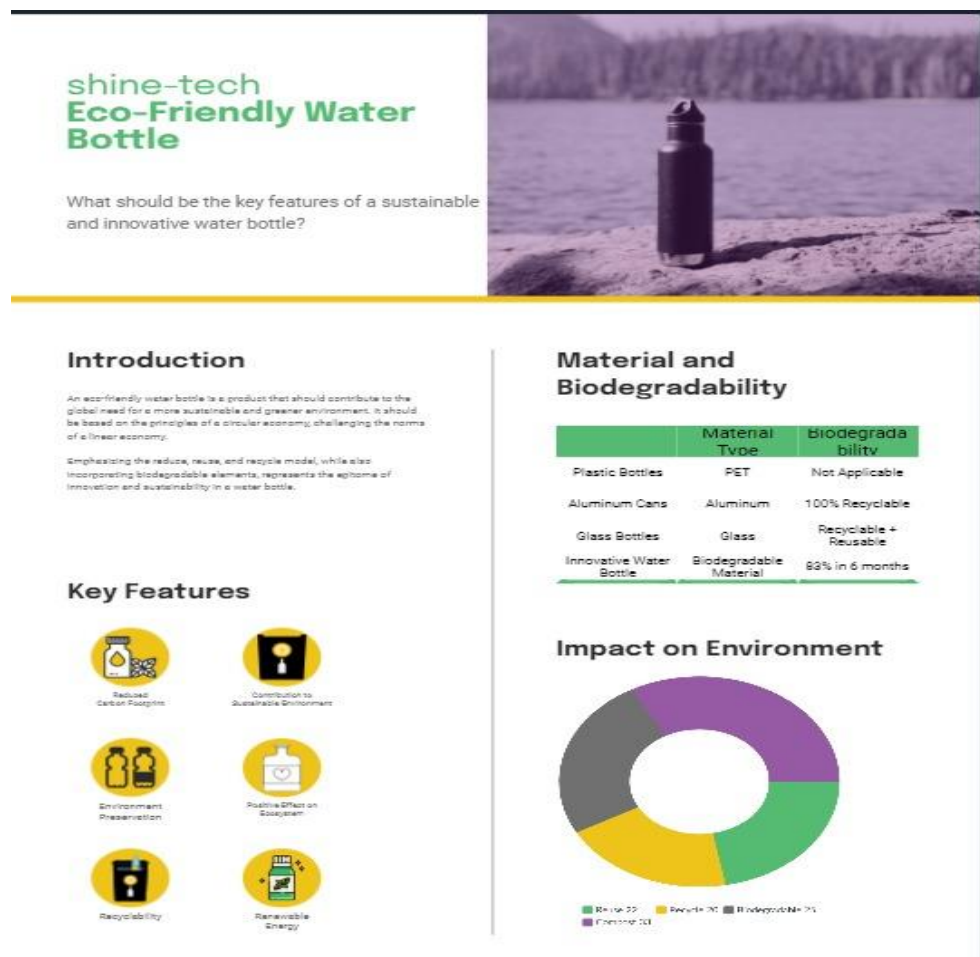 shine-tech
Eco-Friendly Water
Bottle
What should be the key features of a sustainable
and innovative water bottle?
Introduction
An eco-friendly water bottle is a product that should contribute to the
global need for a more sustainable and greener environment. It should
be based on the principles of a circular economy, challenging the norms
of a linear economy.
Emphasizing the reduce, reuse, and recycle model, while also
incorporating biodegradable elements, represents the epitome of
innovation and sustainability in a water bottle.
Key Features
Reduced
Carbon Footprint
Contribution to
Sustainable Environment
Environment
Preservation
Positive Effect on
Ecosystem
Recyclability
Renewable
Energy
Material and
Biodegradability
Material
Type
Biodegrada
bility
Plastic Bottles
PET
Not Applicable
Aluminum Cans
Aluminum
100% Recyclable
Glass Bottles
Glass
Recyclable +
Reusable
Innovative Water
Bottle
Biodegradable
Material
83% in 6 months
Impact on Environment
Reuse 22 Recycle 20 Biodegradable 25
Compost 33